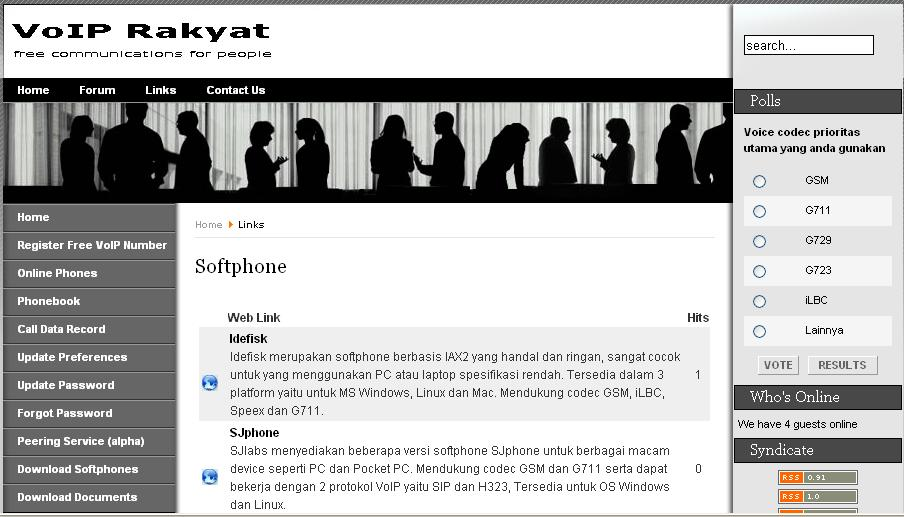 VoIP Rakyat
free communications for people
search...
Home Forum Links Contact Us
Home
Register Free VoIP Number
Online Phones
Phonebook
Call Data Record
Update Preferences
Update Password
Forgot Password
Peering Service (alpha)
Download Softphones
Download Documents
Home Links
Softphone
Web Link Hits
Idefisk
Idefisk merupakan softphone berbasis IAX2 yang handal dan ringan, sangat cocok
untuk yang menggunakan PC atau laptop spesifikasi rendah. Tersedia dalam 3
platform yaitu untuk MS Windows, Linux dan Mac. Mendukung codec GSM, iLBC,
Speex dan G711.
1
SJphone
SJlabs menyediakan beberapa versi softphone SJphone untuk berbagai macam
device seperti PC dan Pocket PC. Mendukung codec GSM dan G711 serta dapat
bekerja dengan 2 protokol VoIP yaitu SIP dan H323, Tersedia untuk OS Windows
dan Linux.
0
Polls
Voice codec prioritas
utama yang anda gunakan
GSM
G711
G729
G723
iLBC
Lainnya
VOTE RESULTS
Who's Online
We have 4 guests online
Syndicate
RSS 0.91
RSS 1.0